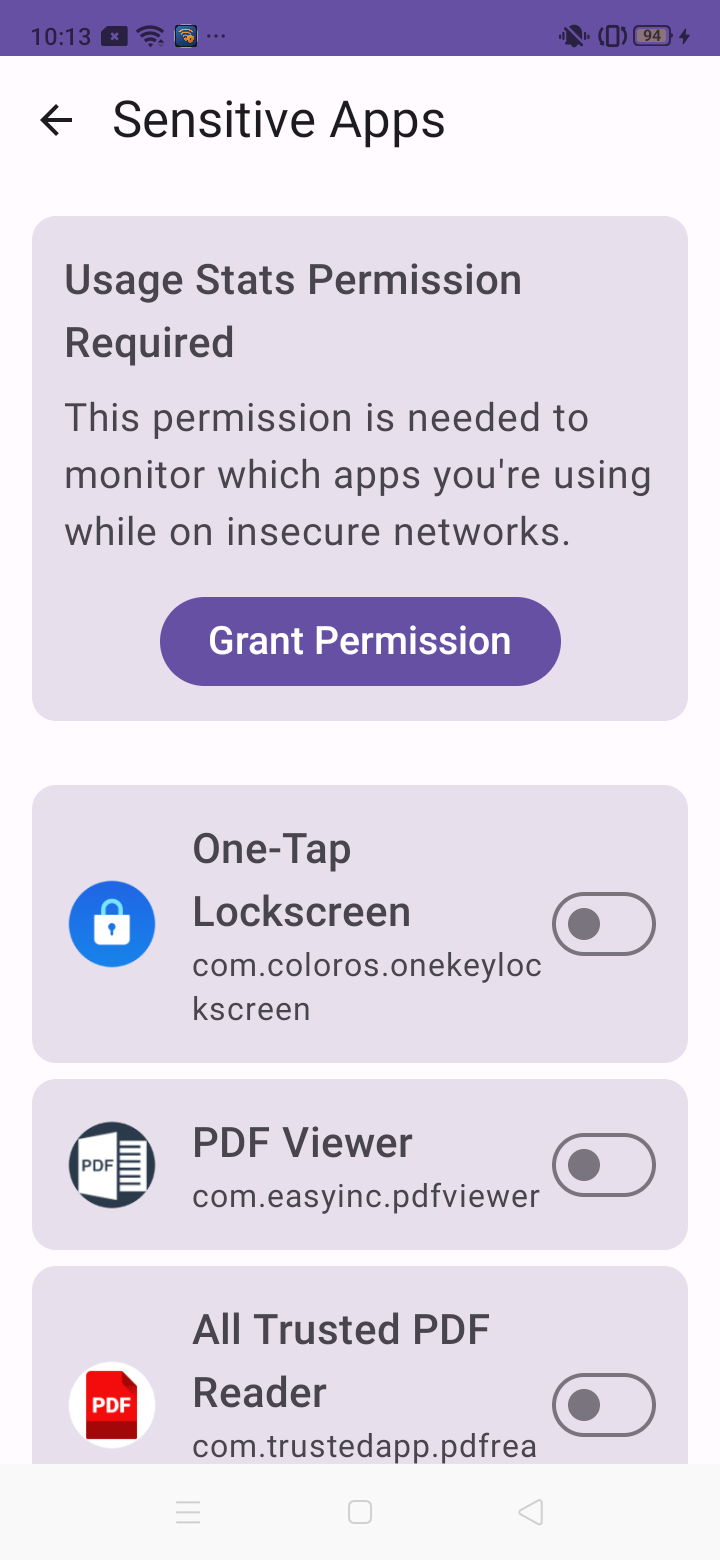 10:13
94
Sensitive Apps
Usage Stats Permission
Required
This permission is needed to
monitor which apps you're using
while on insecure networks.
Grant Permission
One-Tap
Lockscreen
com.coloros.onekeyloc
kscreen
PDF
PDF Viewer
com.easyinc.pdfviewer
All Trusted PDF
Reader
PDF
com.trustedapp.pdfrea